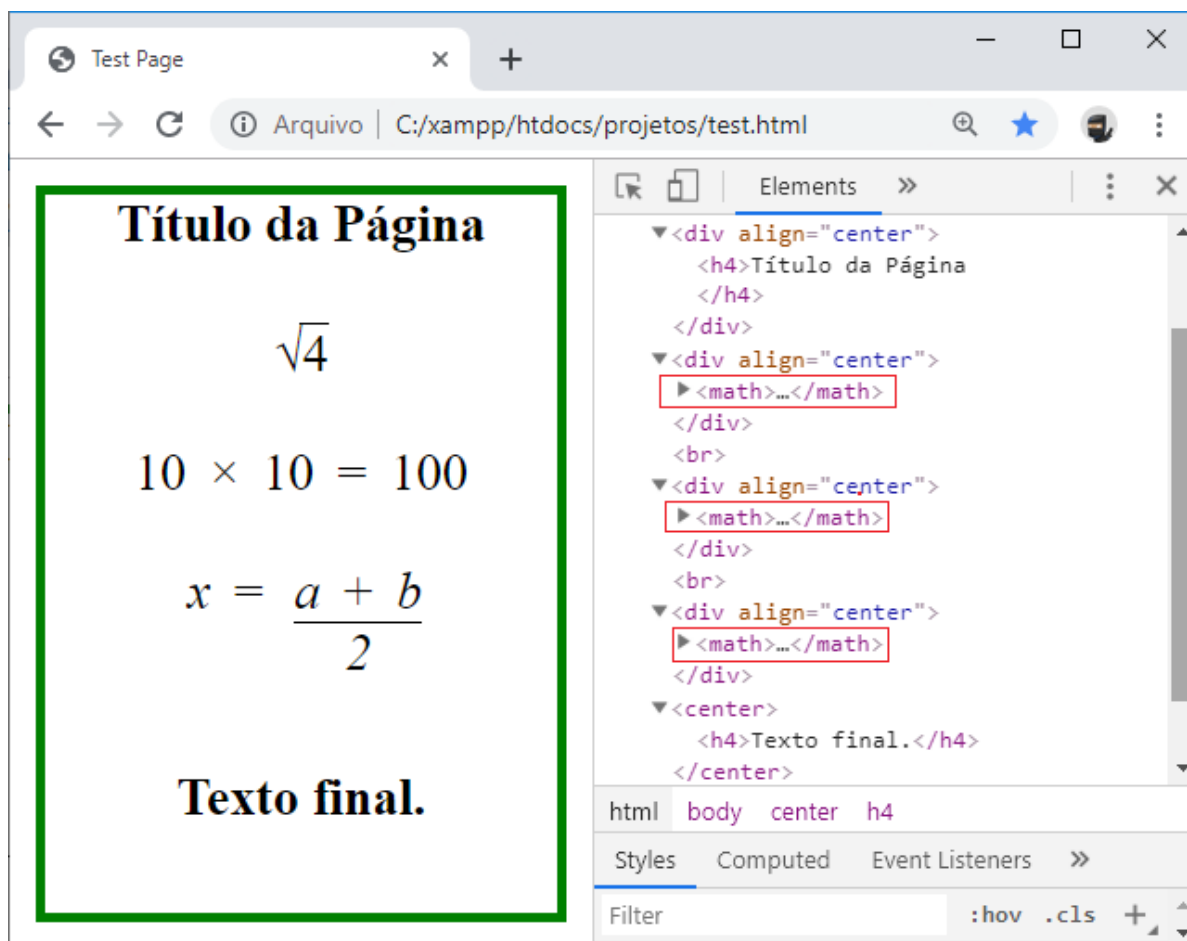 Test Page
Arquivo | C:/xampp/htdocs/projetos/test.html
Título da Página
√4
10 × 10 = 100
x = a + b
2
Texto final.
Elements »
▼<div align="center">
<h4>Título da Página
</h4>
</div>
▼<div align="center">
▶<math>…</math>
</div>
<br>
▼<div align="center">
▶<math>…</math>
</div>
<br>
▼<div align="center">
▶<math>…</math>
</div>
▼<center>
<h4>Texto final.</h4>
</center>
html body center h4
Styles Computed Event Listeners »
Filter :hov .cls +